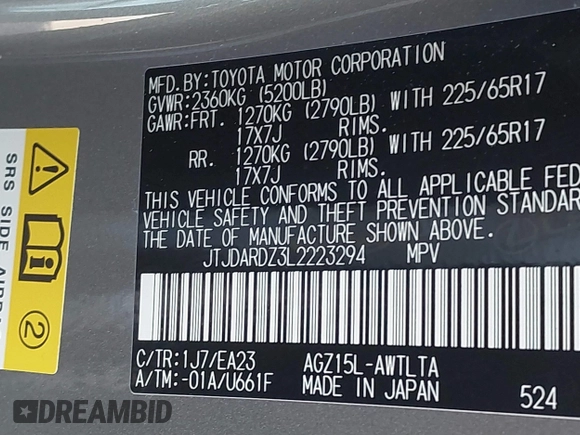 MFD.BY:TOYOTA MOTOR CORPORATION
GVWR:2360KG (5200LB)
GAWR:FRT. 1270KG (2790LB) WITH 225/65R17
17X7J RIMS.
RR. 1270KG (2790LB) WITH 225/65R17
17X7J RIMS.
THIS VEHICLE CONFORMS TO ALL APPLICABLE FED
VEHICLE SAFETY AND THEFT PREVENTION STANDAR
THE DATE OF MANUFACTURE SHOWN ABOVE.
JTJDARDZ3L2223294 MPV
C/TR:1J7/EA23 AGZ15L-AWTLTA
A/TM:-01A/U661F MADE IN JAPAN 524
SRS SIDE AIRBA
2
DREAMBID